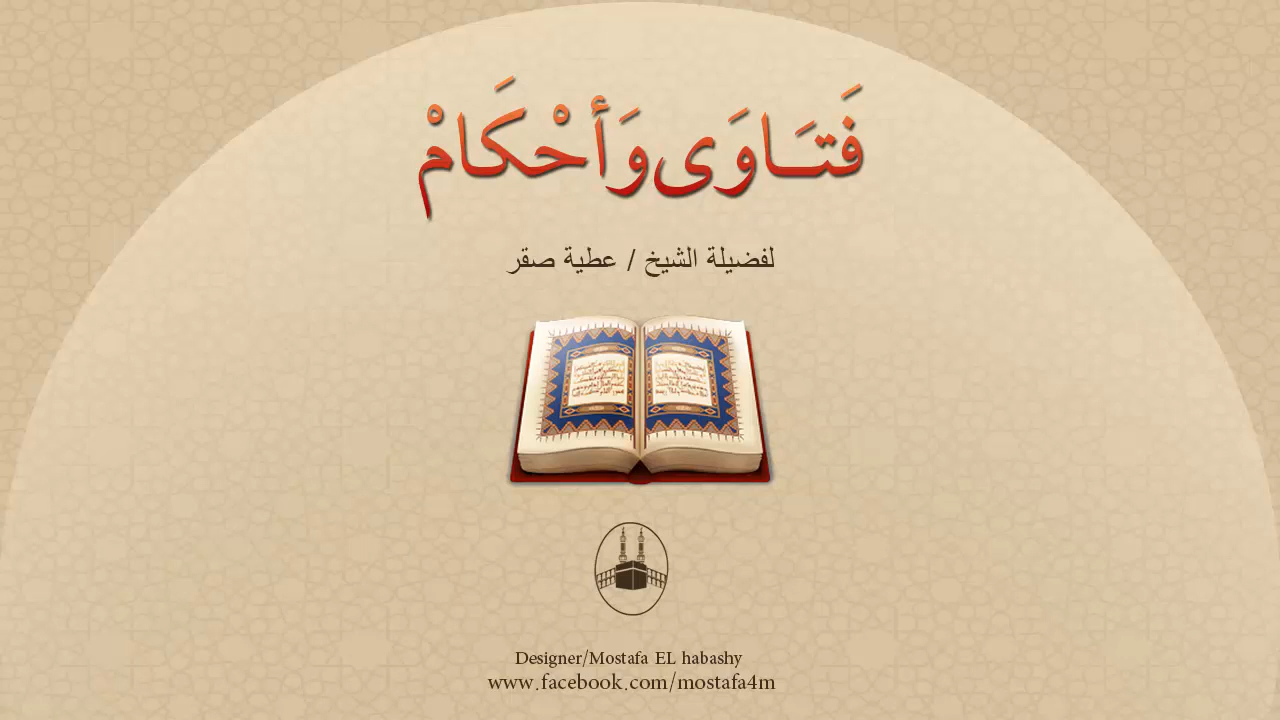 فَتَاوَى وَأَحْكَامْ
لفضيلة الشيخ / عطية صقر
Designer/Mostafa EL habashy
www.facebook.com/mostafa4m